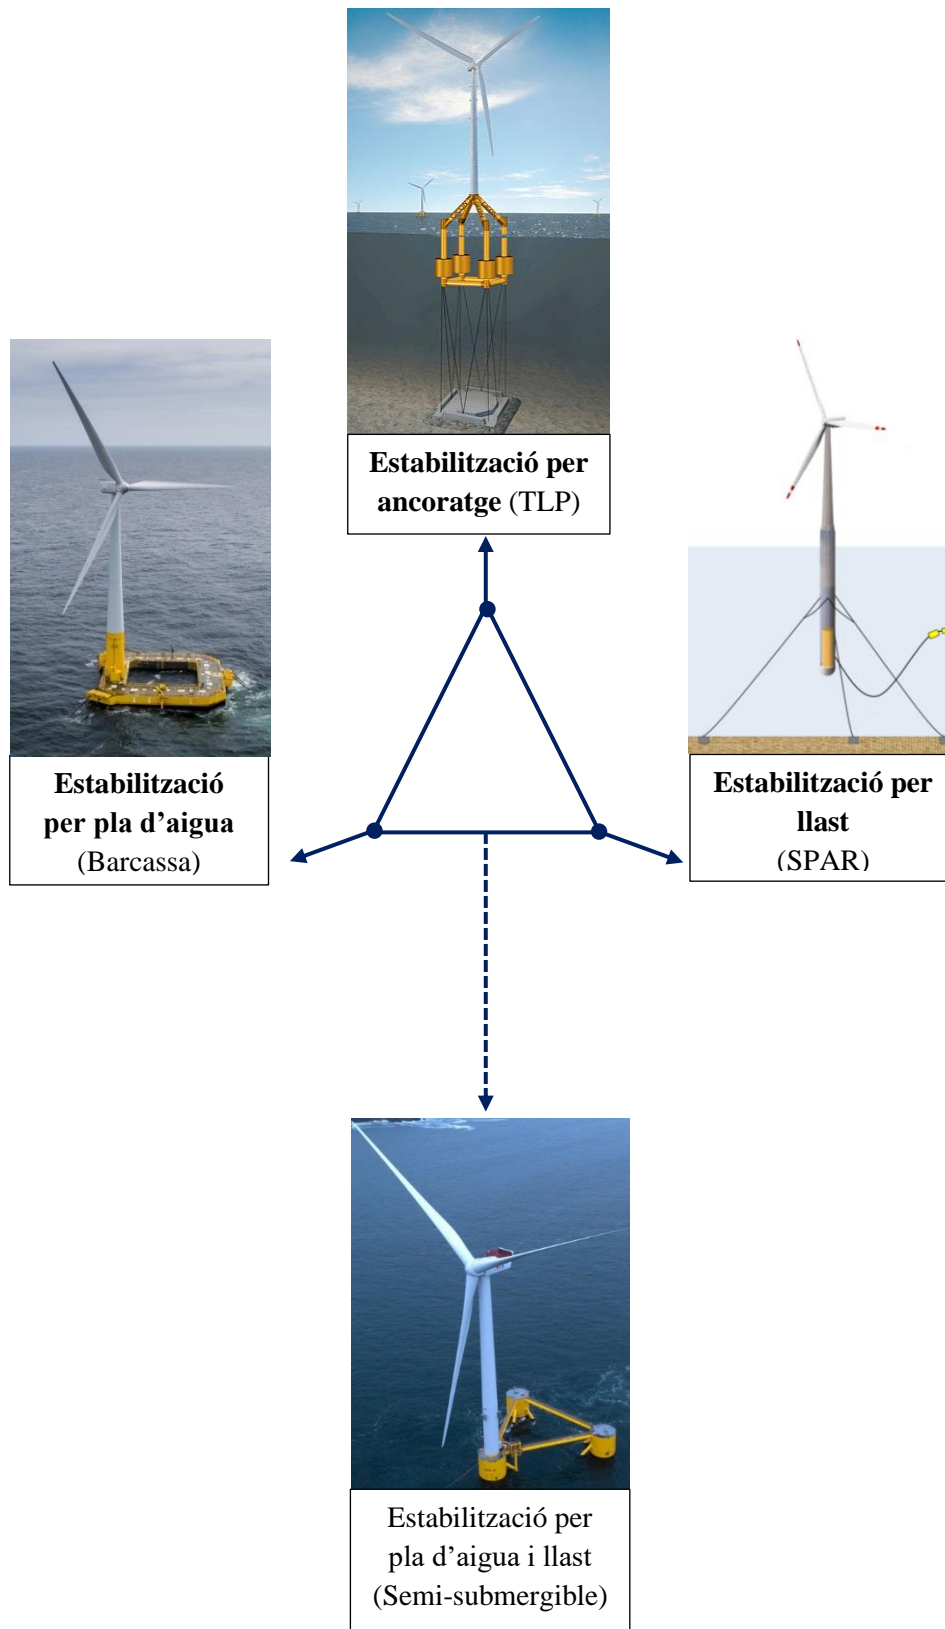 Estabilització per
ancoratge (TLP)
Estabilització
per pla d’aigua
(Barcassa)
Estabilització per
llast
(SPAR)
Estabilització per
pla d’aigua i llast
(Semi-submergible)